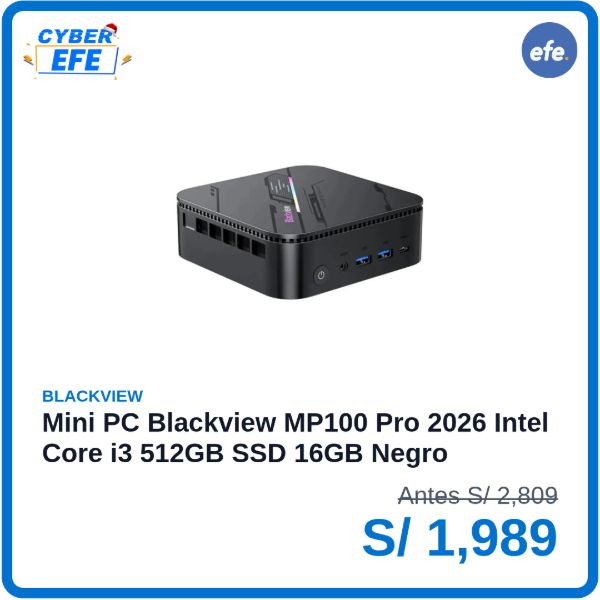 CYBER
EFE
efe.
Blackview
BLACKVIEW
Mini PC Blackview MP100 Pro 2026 Intel
Core i3 512GB SSD 16GB Negro
Antes S/ 2,809
S/ 1,989